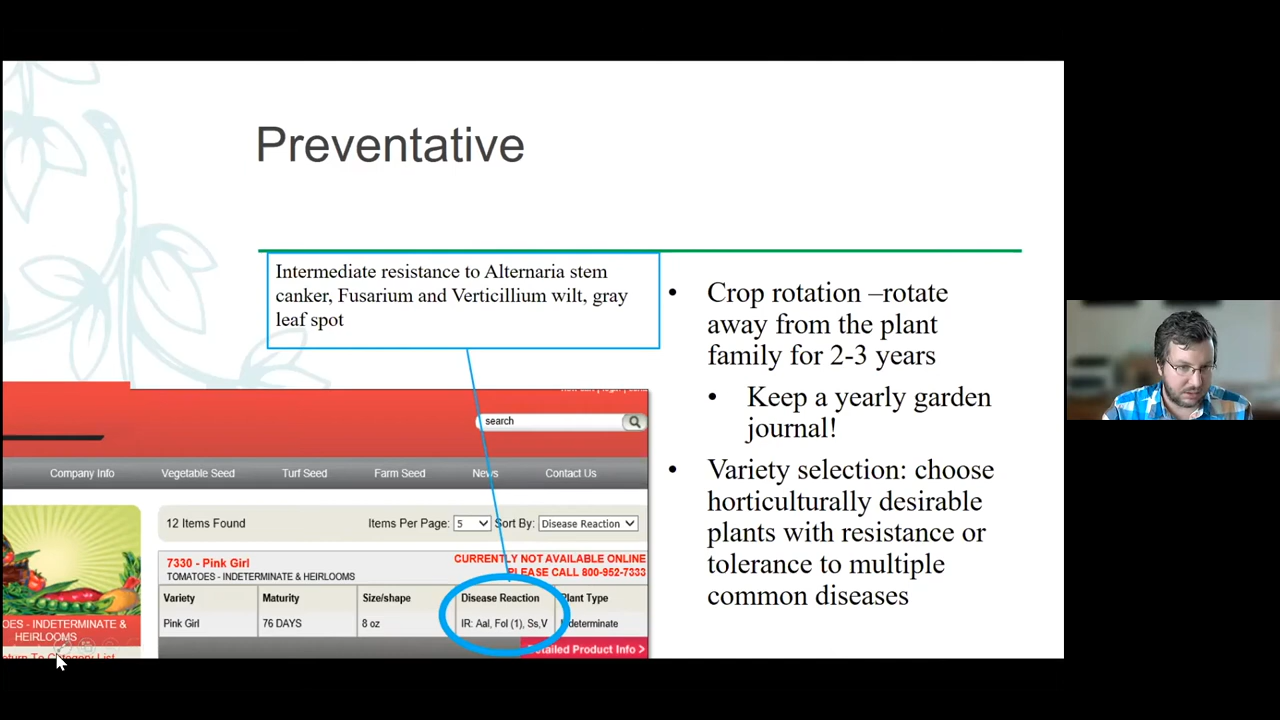 Preventative
Intermediate resistance to Alternaria stem
canker, Fusarium and Verticillium wilt, gray
leaf spot
• Crop rotation –rotate
away from the plant
family for 2-3 years
• Keep a yearly garden
journal!
• Variety selection: choose
horticulturally desirable
plants with resistance or
tolerance to multiple
common diseases
search
Company Info Vegetable Seed Turf Seed Farm Seed News Contact Us
12 Items Found Items Per Page: 5 Sort By: Disease Reaction
7330 - Pink Girl CURRENTLY NOT AVAILABLE ONLINE
TOMATOES - INDETERMINATE & HEIRLOOMS PLEASE CALL 800-952-7333
Variety Maturity Size/shape Disease Reaction Plant Type
Pink Girl 76 DAYS 8 oz IR: Aal, Fol (1), Ss,V
Detailed Product Info >
OES - INDETERMINATE &
HEIRLOOMS